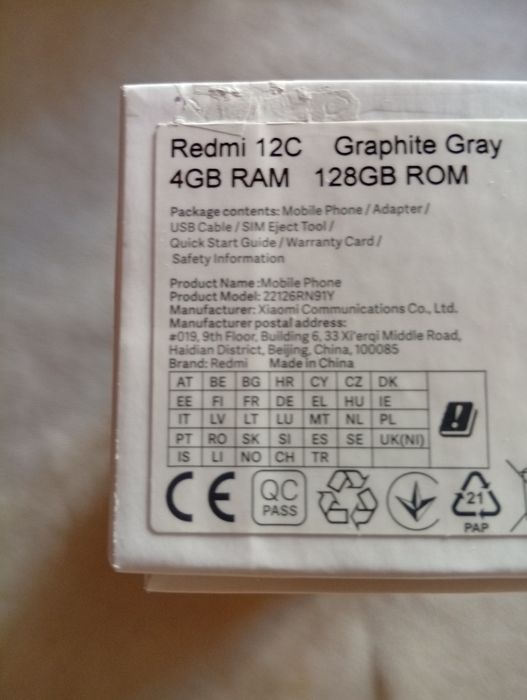 Redmi 12C Graphite Gray
4GB RAM 128GB ROM
Package contents: Mobile Phone / Adapter /
USB Cable / SIM Eject Tool /
Quick Start Guide / Warranty Card /
Safety Information
Product Name :Mobile Phone
Product Model: 22126RN91Y
Manufacturer: Xiaomi Communications Co., Ltd.
Manufacturer postal address:
#019, 9th Floor, Building 6, 33 Xi'erqi Middle Road,
Haidian District, Beijing, China, 100085
Brand: Redmi Made in China
AT BE BG HR CY CZ DK
EE FI FR DE EL HU IE
IT LV LT LU MT NL PL
PT RO SK SI ES SE UK(NI)
IS LI NO CH TR
CE QC PASS 21 PAP